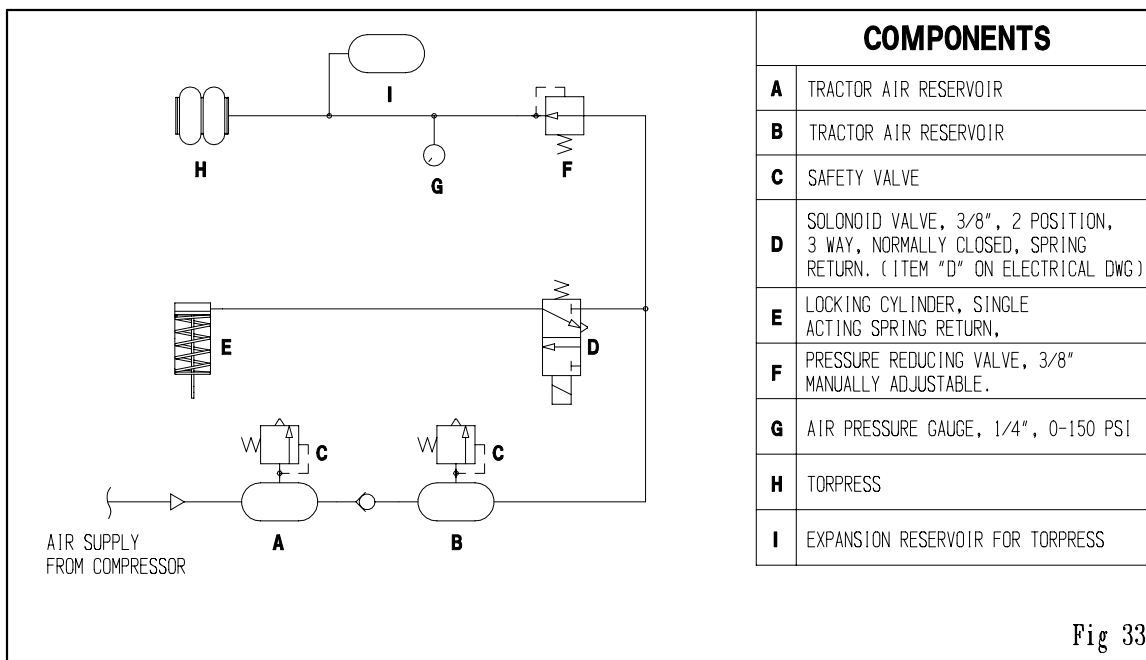 I
H
G
F
E
D
C
C
A
B
AIR SUPPLY
FROM COMPRESSOR
COMPONENTS
A TRACTOR AIR RESERVOIR
B TRACTOR AIR RESERVOIR
C SAFETY VALVE
D SOLONOID VALVE, 3/8", 2 POSITION,
3 WAY, NORMALLY CLOSED, SPRING
RETURN. (ITEM "D" ON ELECTRICAL DWG)
E LOCKING CYLINDER, SINGLE
ACTING SPRING RETURN,
F PRESSURE REDUCING VALVE, 3/8"
MANUALLY ADJUSTABLE.
G AIR PRESSURE GAUGE, 1/4", 0-150 PSI
H TORPRESS
I EXPANSION RESERVOIR FOR TORPRESS
Fig 33